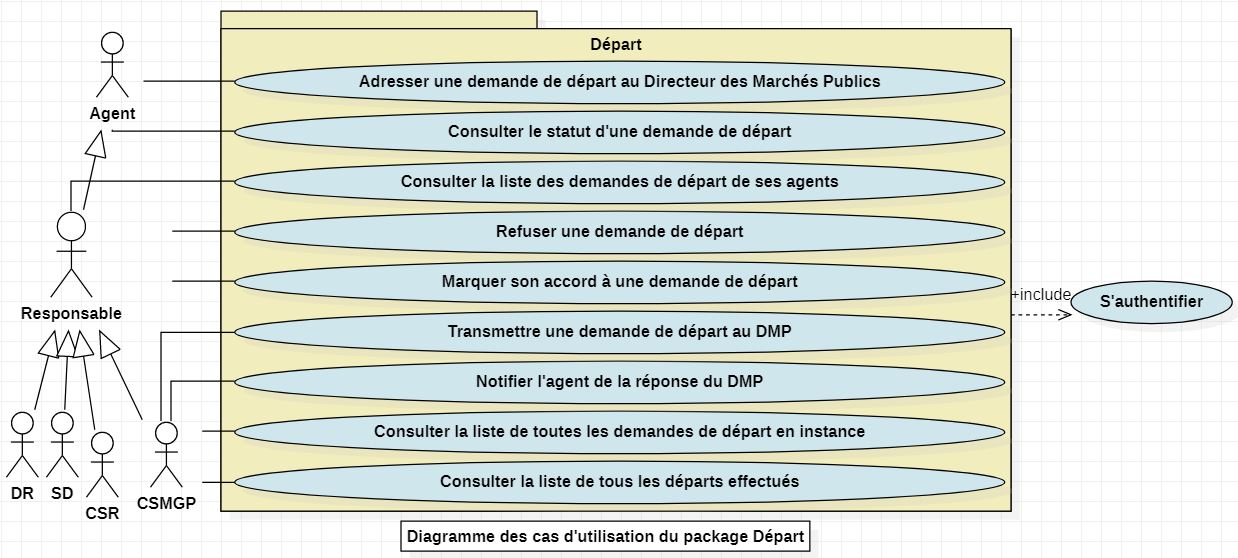 Départ
Agent
Adresser une demande de départ au Directeur des Marchés Publics
Consulter le statut d'une demande de départ
Consulter la liste des demandes de départ de ses agents
Refuser une demande de départ
Marquer son accord à une demande de départ
Responsable
Transmettre une demande de départ au DMP
Notifier l'agent de la réponse du DMP
Consulter la liste de toutes les demandes de départ en instance
Consulter la liste de tous les départs effectués
+include
S'authentifier
DR
SD
CSR
CSMGP
Diagramme des cas d'utilisation du package Départ